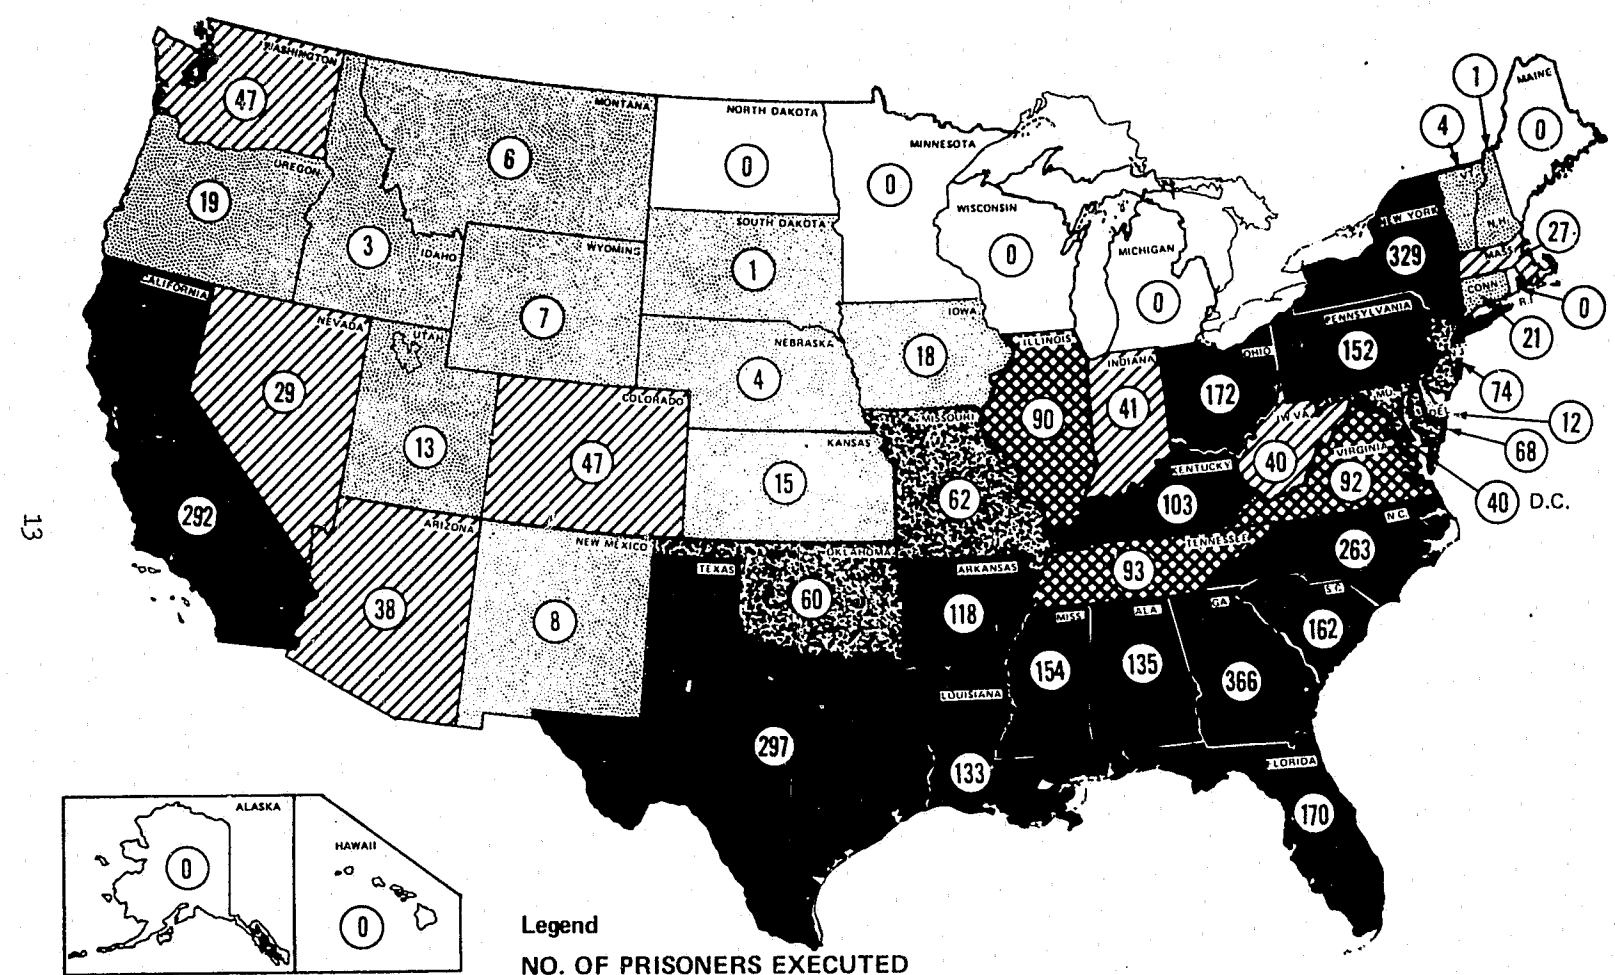 WASHINGTON
47
MONTANA
6
NORTH DAKOTA
0
MINNESOTA
0
1
MAINE
0
4
OREGON
19
IDAHO
3
WYOMING
7
SOUTH DAKOTA
1
WISCONSIN
0
MICHIGAN
0
NEW YORK
329
VT.
N.H.
MASS
27
CONN
R.I.
0
21
CALIFORNIA
292
NEVADA
29
UTAH
13
COLORADO
47
NEBRASKA
4
IOWA
18
ILLINOIS
90
INDIANA
41
OHIO
172
PENNSYLVANIA
152
N.J.
74
MD.
DEL
12
68
40 D.C.
KANSAS
15
MISSOURI
62
KENTUCKY
103
W.VA.
40
VIRGINIA
92
ARIZONA
38
NEW MEXICO
8
TEXAS
297
OKLAHOMA
60
ARKANSAS
118
TENNESSEE
93
N.C.
263
S.C.
162
MISS
154
ALA
135
GA
366
LOUISIANA
133
FLORIDA
170
13
ALASKA
0
HAWAII
0
Legend
NO. OF PRISONERS EXECUTED